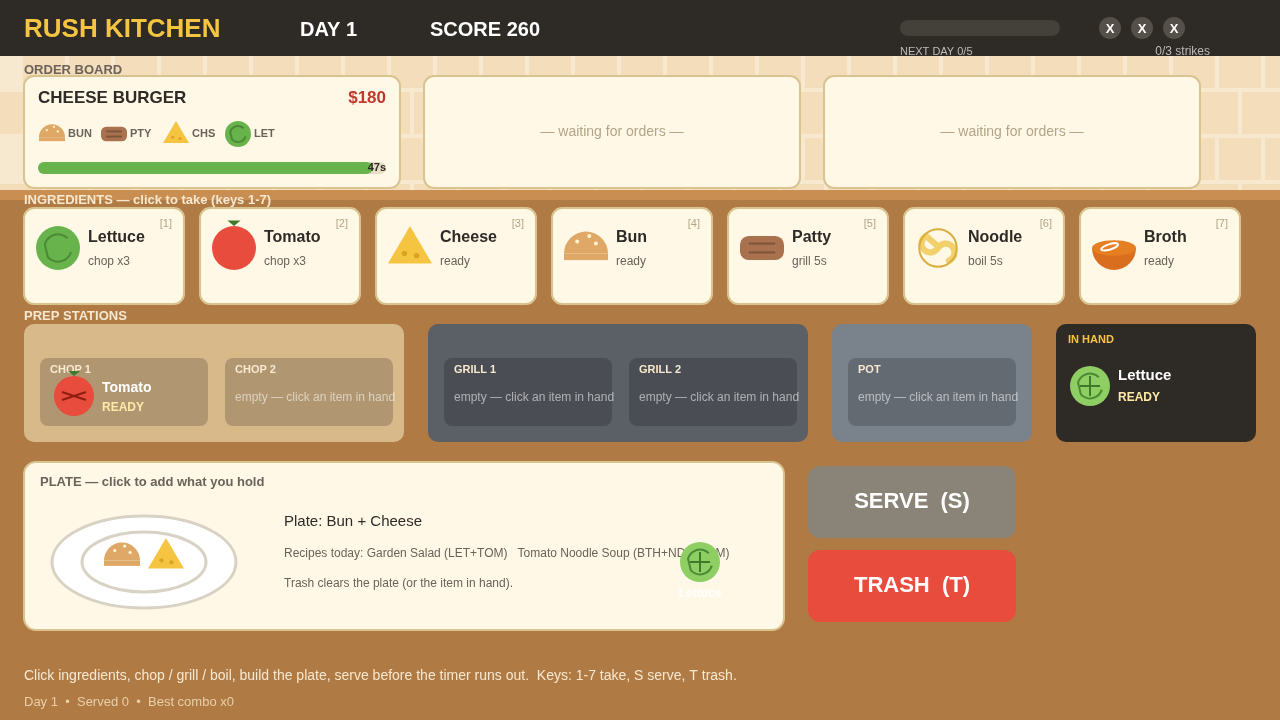 RUSH KITCHEN
DAY 1
SCORE 260
X X X
NEXT DAY 0/5
0/3 strikes
ORDER BOARD
CHEESE BURGER $180
BUN PTY CHS LET
47s
— waiting for orders —
— waiting for orders —
INGREDIENTS — click to take (keys 1-7)
[1]
Lettuce
chop x3
[2]
Tomato
chop x3
[3]
Cheese
ready
[4]
Bun
ready
[5]
Patty
grill 5s
[6]
Noodle
boil 5s
[7]
Broth
ready
PREP STATIONS
CHOP 1
Tomato
READY
CHOP 2
empty — click an item in hand
GRILL 1
empty — click an item in hand
GRILL 2
empty — click an item in hand
POT
empty — click an item in hand
IN HAND
Lettuce
READY
PLATE — click to add what you hold
Plate: Bun + Cheese
Recipes today: Garden Salad (LET+TOM) Tomato Noodle Soup
Trash clears the plate (or the item in hand).
Lettuce
SERVE (S)
TRASH (T)
Click ingredients, chop / grill / boil, build the plate, serve before the timer runs out. Keys: 1-7 take, S serve, T trash.
Day 1 • Served 0 • Best combo x0